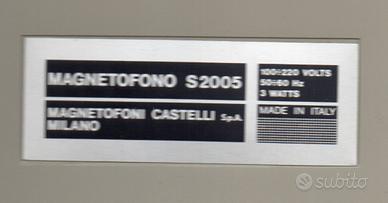 MAGNETOFONO S2005
MAGNETOFONI CASTELLI S.p.A.
MILANO
100÷220 VOLTS
50÷60 Hz
3 WATTS
MADE IN ITALY
subito